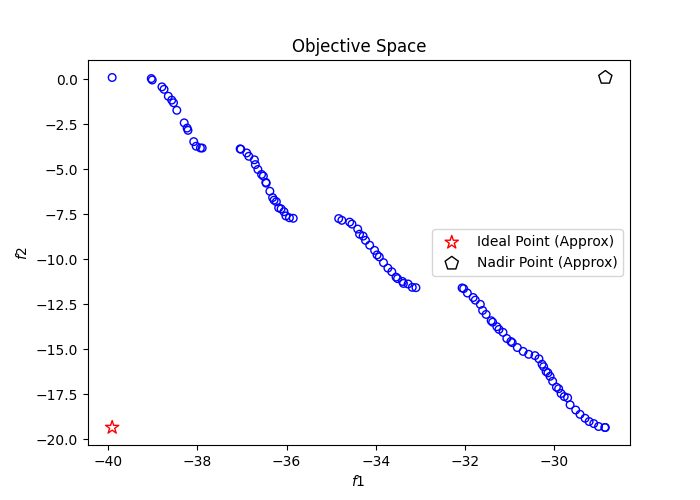 Objective Space
0.0
−2.5
−5.0
−7.5
−10.0
−12.5
−15.0
−17.5
−20.0
f2
Ideal Point (Approx)
Nadir Point (Approx)
−40 −38 −36 −34 −32 −30
f1